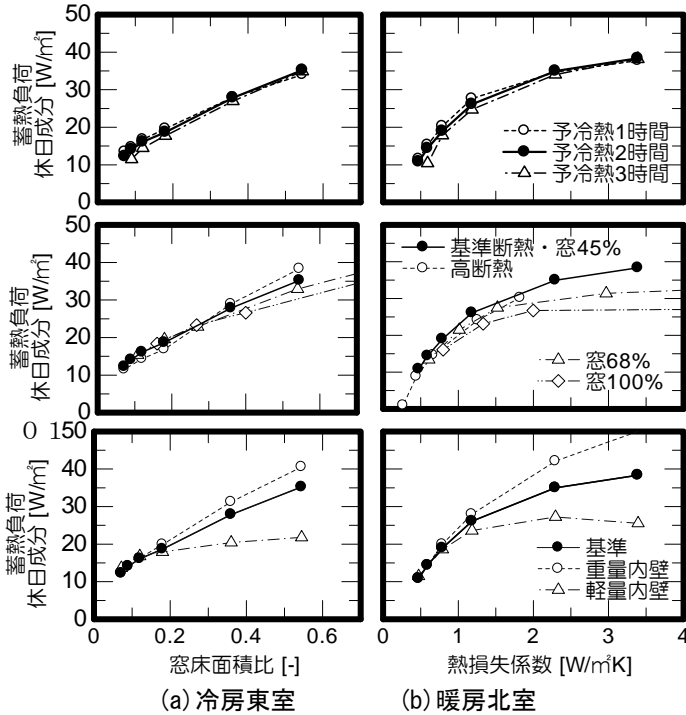 蓄熱負荷
休日成分 [W/㎡]
50
40
30
20
10
0
予冷熱1時間
予冷熱2時間
予冷熱3時間
蓄熱負荷
休日成分 [W/㎡]
50
40
30
20
10
基準断熱・窓45%
高断熱
窓68%
窓100%
0 150
蓄熱負荷
休日成分 [W/㎡]
40
30
20
10
0
基準
重量内壁
軽量内壁
0 0.2 0.4 0.6
0 1 2 3 4
窓床面積比 [-]
熱損失係数 [W/㎡K]
(a) 冷房東室
(b) 暖房北室